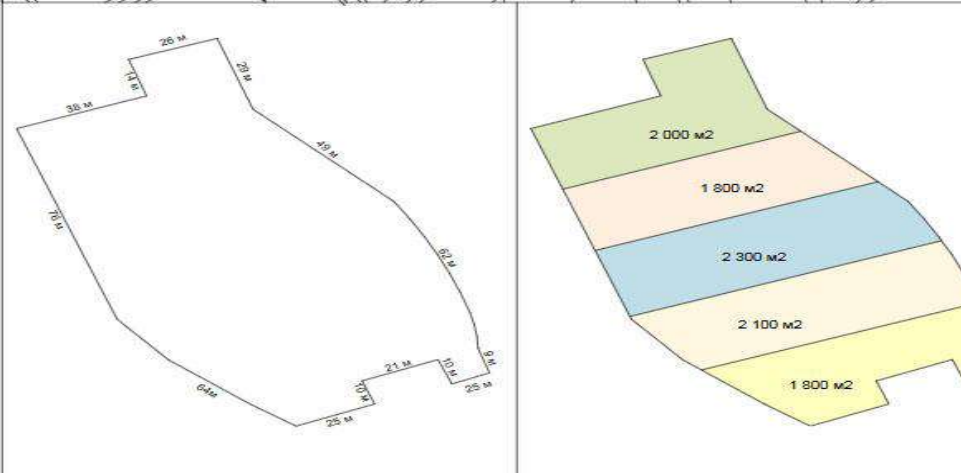 26 м
29 м
14 м
38 м
49 м
76 м
62 м
9 м
21 м
10 м
25 м
10 м
64м
25 м
2 000 м2
1 800 м2
2 300 м2
2 100 м2
1 800 м2